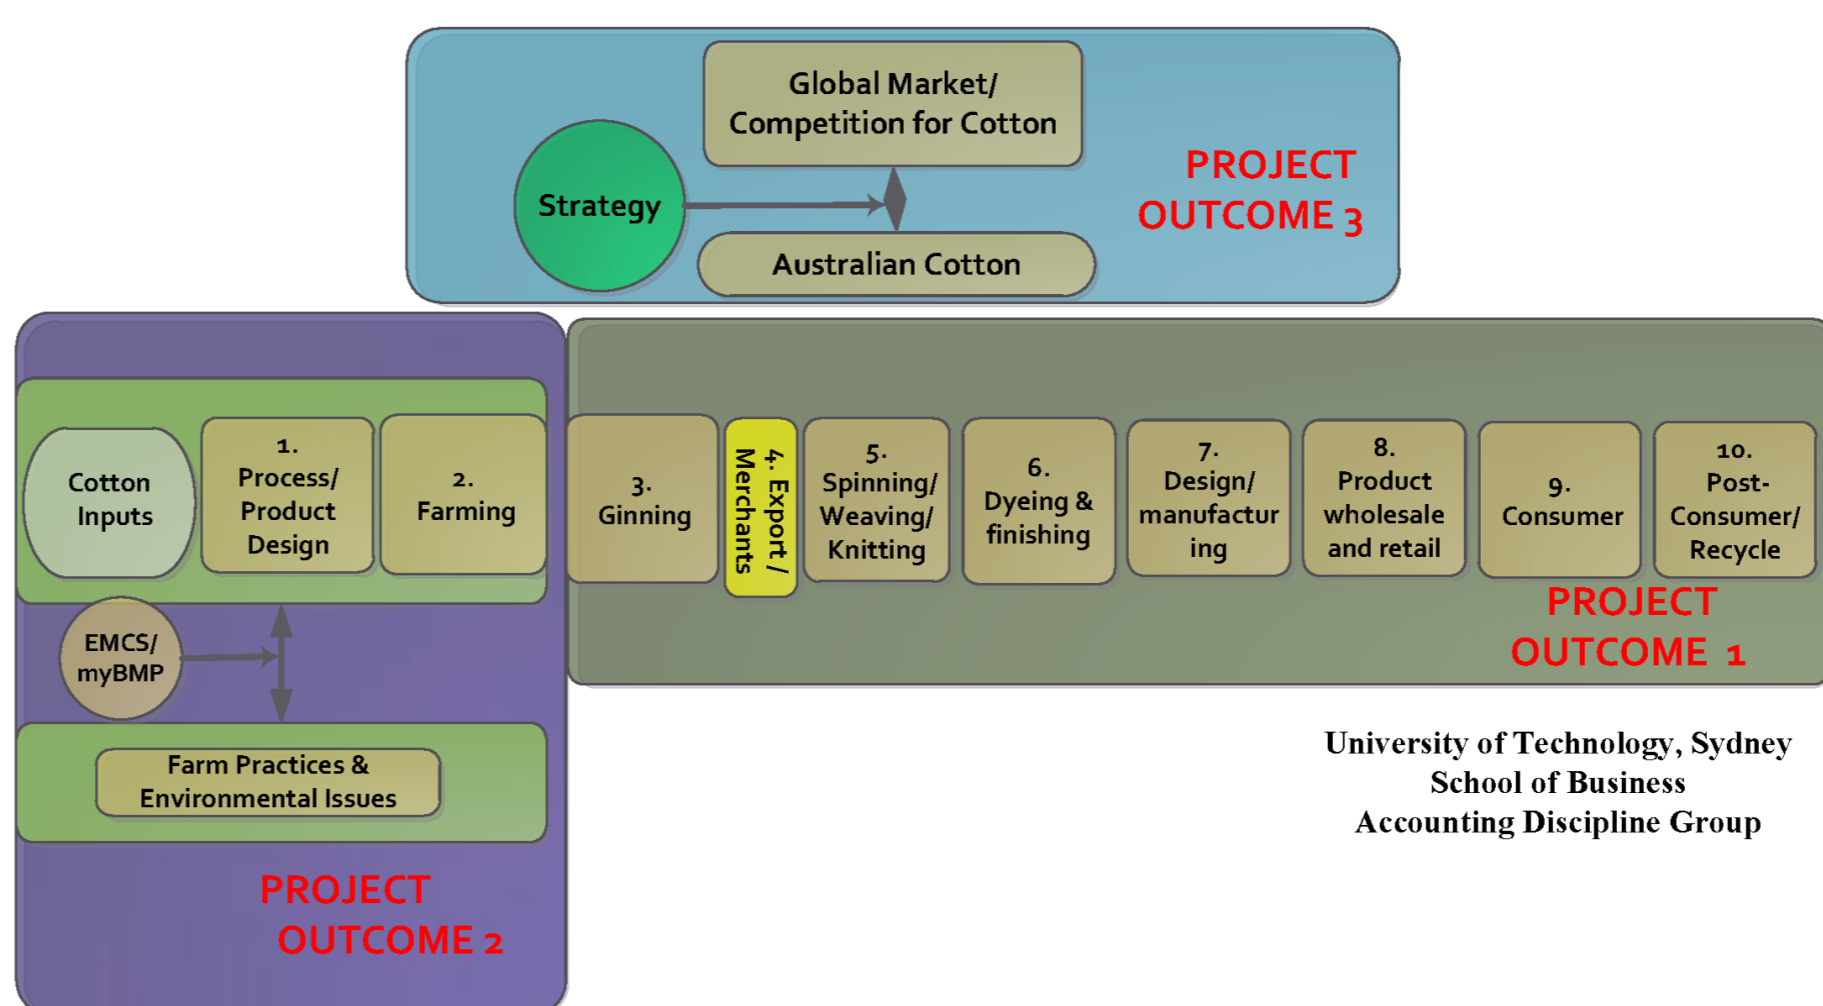 Global Market/
Competition for Cotton
Strategy
PROJECT
OUTCOME 3
Australian Cotton
Cotton
Inputs
1.
Process/
Product
Design
2.
Farming
3.
Ginning
4. Export /
Merchants
5.
Spinning/
Weaving/
Knitting
6.
Dyeing &
finishing
7.
Design/
manufactur
ing
8.
Product
wholesale
and retail
9.
Consumer
10.
Post-
Consumer/
Recycle
PROJECT
OUTCOME 1
EMCS/
myBMP
Farm Practices &
Environmental Issues
PROJECT
OUTCOME 2
University of Technology, Sydney
School of Business
Accounting Discipline Group